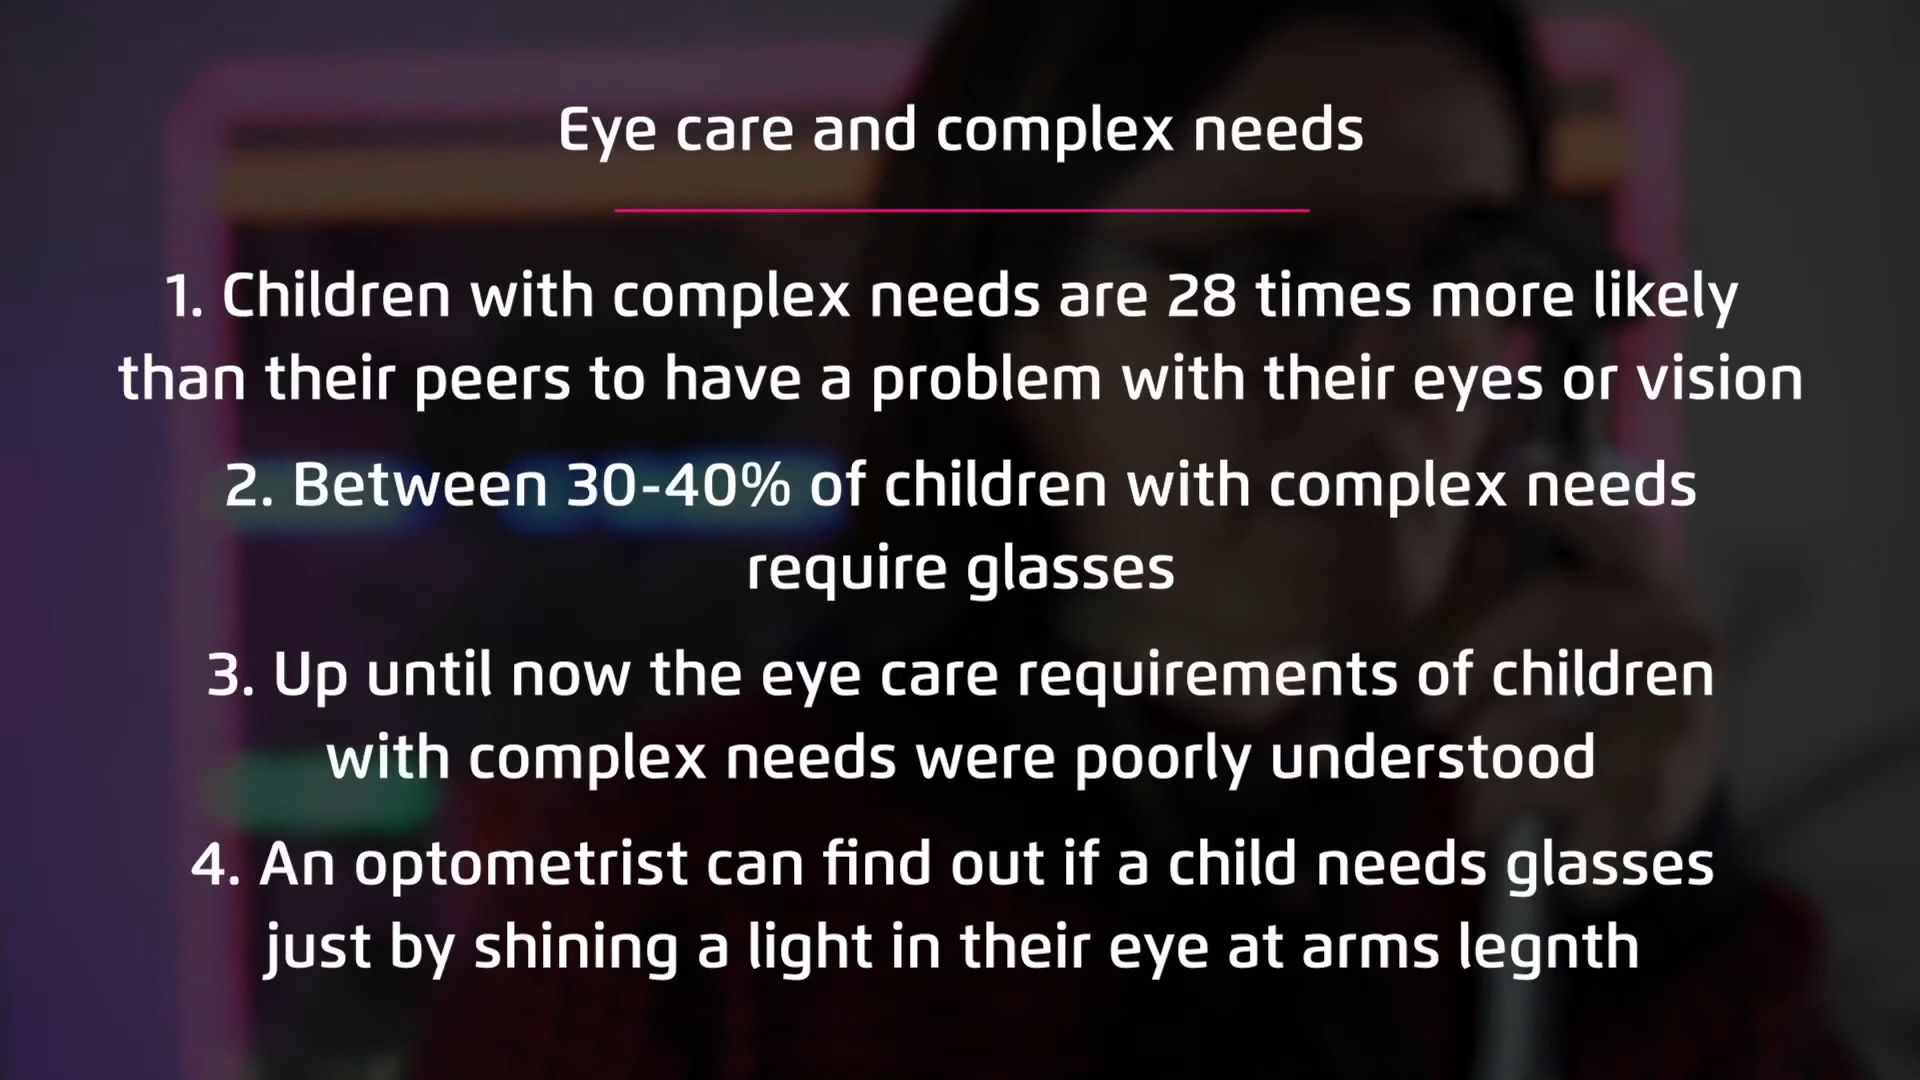 Eye care and complex needs
1. Children with complex needs are 28 times more likely
than their peers to have a problem with their eyes or vision
2. Between 30-40% of children with complex needs
require glasses
3. Up until now the eye care requirements of children
with complex needs were poorly understood
4. An optometrist can find out if a child needs glasses
just by shining a light in their eye at arms legnth